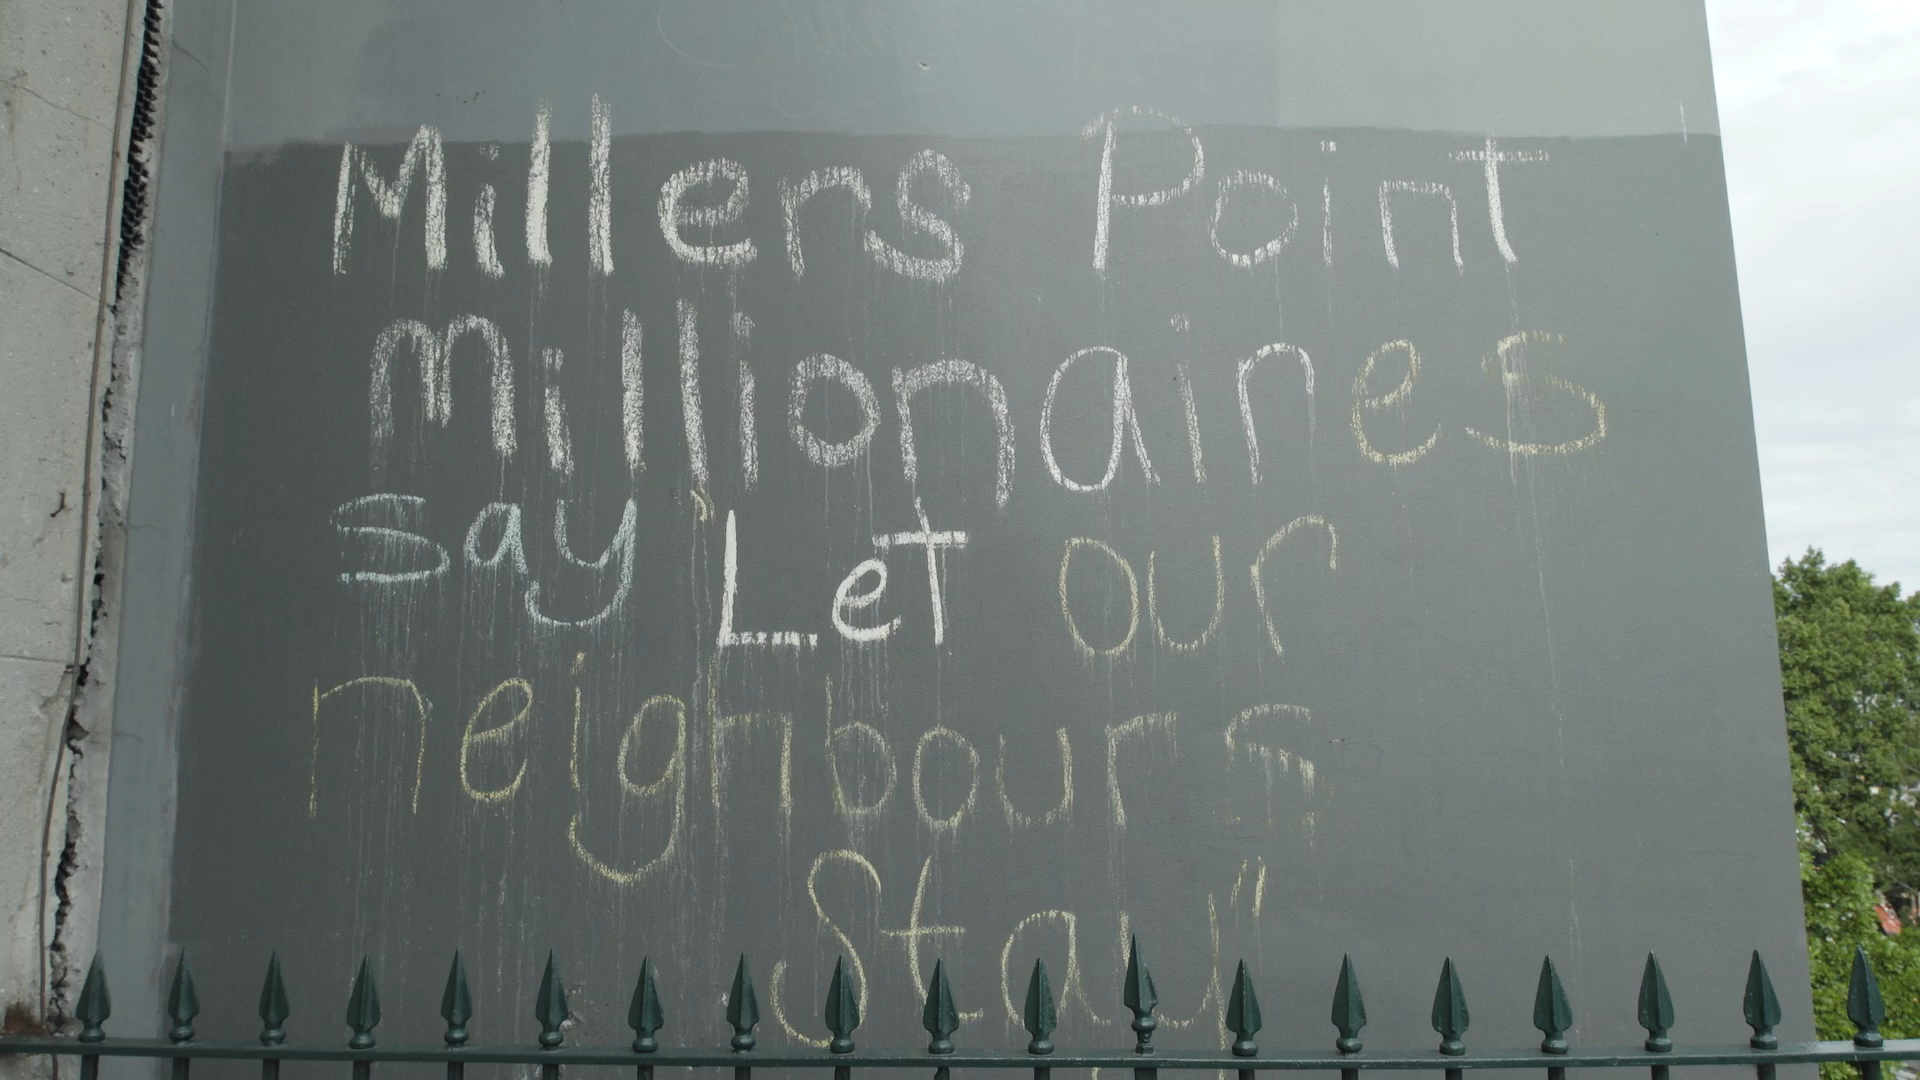 Millers Point
Millionaires
say "Let our
neighbours
Stay"